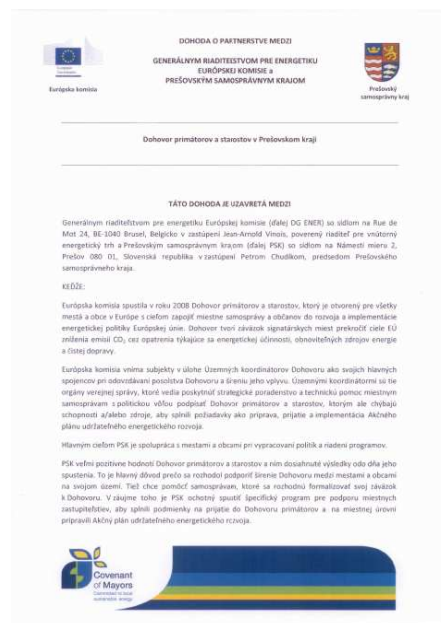 DOHODA O PARTNERSTVE MEDZI
GENERÁLNYM RIADITEĽSTVOM PRE ENERGETIKU
EURÓPSKEJ KOMISIE a
PREŠOVSKÝM SAMOSPRÁVNYM KRAJOM
Európska komisia
Prešovský
samosprávny kraj
Dohovor primátorov a starostov v Prešovskom kraji
TÁTO DOHODA JE UZAVRETÁ MEDZI
Generálnym riaditeľstvom pre energetiku Európskej komisie (ďalej DG ENER) so sídlom na Rue de
Mot 24, BE-1040 Brusel, Belgicko v zastúpení Jean-Arnold Vinois, poverený riaditeľ pre vnútorný
energetický trh a Prešovským samosprávnym krajom (ďalej PSK) so sídlom na Námestí mieru 2,
Prešov 080 01, Slovenská republika v zastúpení Petrom Chudíkom, predsedom Prešovského
samosprávneho kraja.
KEĎŽE:
Európska komisia spustila v roku 2008 Dohovor primátorov a starostov, ktorý je otvorený pre všetky
mestá a obce v Európe s cieľom zapojiť miestne samosprávy a občanov do rozvoja a implementácie
energetickej politiky Európskej únie. Dohovor tvorí záväzok signatárskych miest prekročiť ciele EÚ
zníženia emisií CO₂ cez opatrenia týkajúce sa energetickej účinnosti, obnoviteľných zdrojov energie
a čistej dopravy.
Európska komisia vníma subjekty v úlohe Územných koordinátorov Dohovoru ako svojich hlavných
spojencov pri odovzdávaní posolstva Dohovoru a šírení jeho vplyvu. Územnými koordinátormi sú tie
orgány verejnej správy, ktoré vedia poskytnúť strategické poradenstvo a technickú pomoc miestnym
samosprávam s politickou vôľou podpísať Dohovor primátorov a starostov, ktorým ale chýbajú
schopnosti a/alebo zdroje, aby splnili požiadavky ako príprava, prijatie a implementácia Akčného
plánu udržateľného energetického rozvoja.
Hlavným cieľom PSK je spolupráca s mestami a obcami pri vypracovaní politík a riadení programov.
PSK veľmi pozitívne hodnotí Dohovor primátorov a starostov a ním dosiahnuté výsledky odo dňa jeho
spustenia. To je hlavný dôvod prečo sa rozhodol podporiť šírenie Dohovoru medzi mestami a obcami
na svojom území. Tiež chce pomôcť samosprávam, ktoré sa rozhodnú formalizovať svoj záväzok
k Dohovoru. V záujme toho je PSK ochotný spustiť špecifický program pre podporu miestnych
zastupiteľstiev, aby splnili podmienky na prijatie do Dohovoru primátorov a na miestnej úrovni
pripravili Akčný plán udržateľného energetického rozvoja.
Covenant
of Mayors
Committed to local
sustainable energy